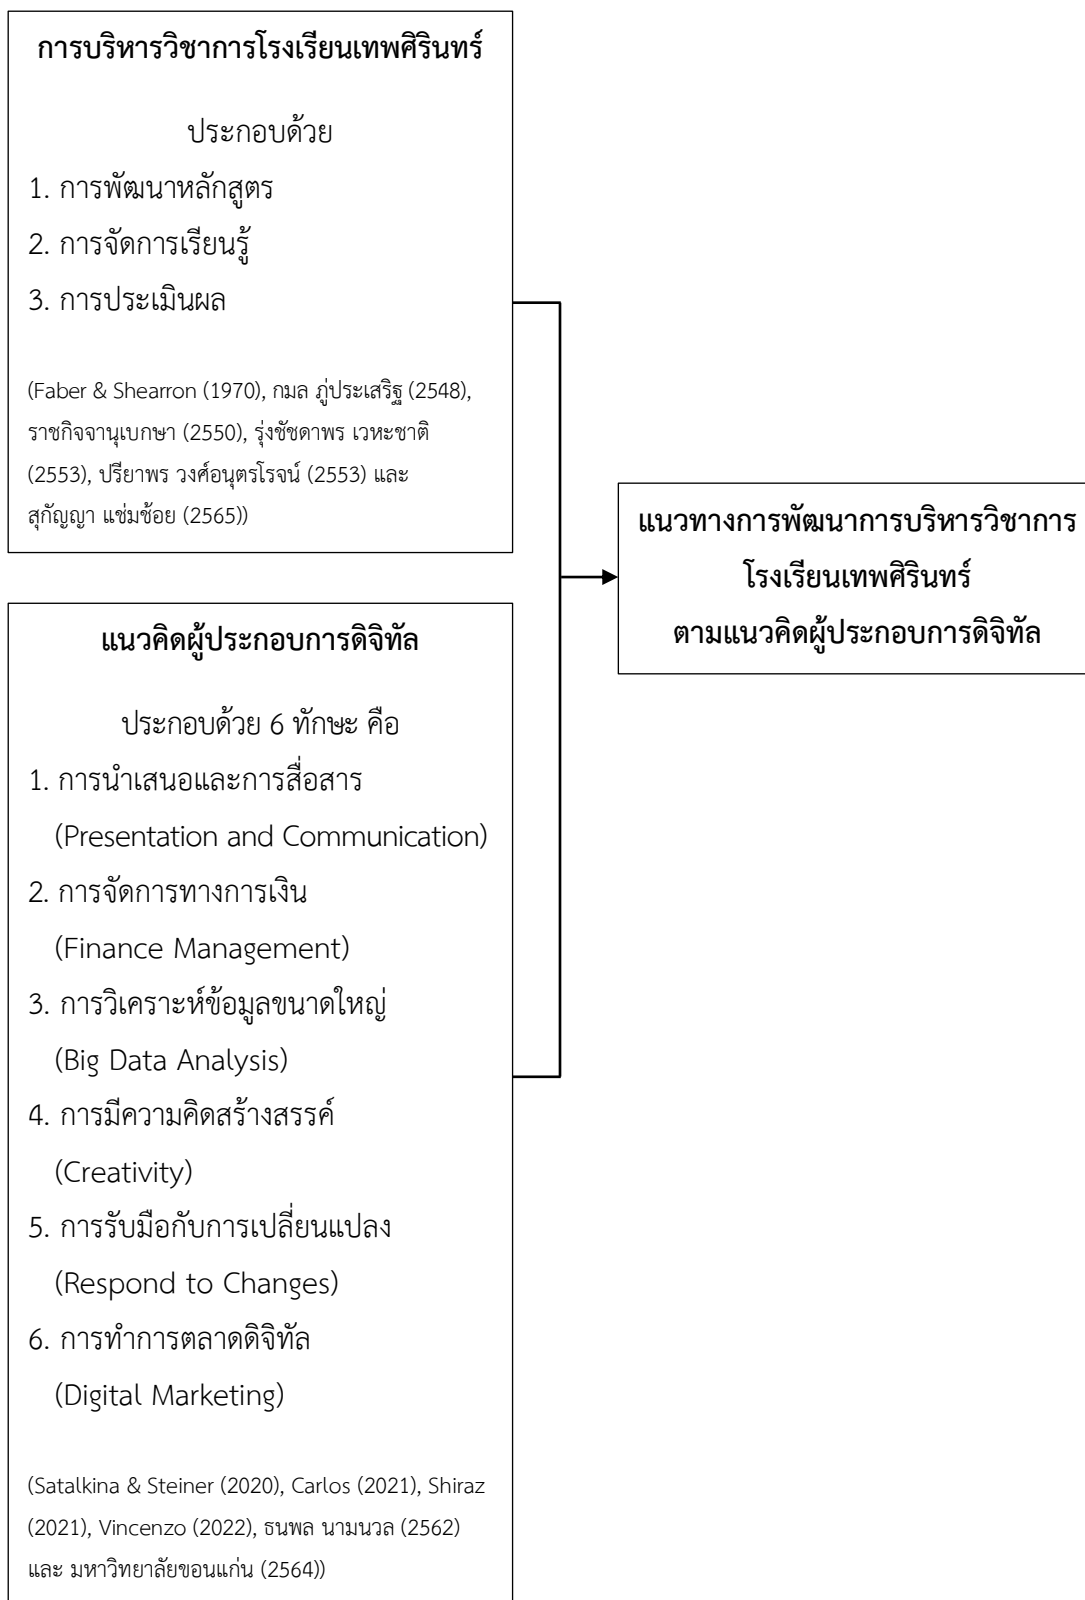 การบริหารวิชาการโรงเรียนเทพศิรินทร์
ประกอบด้วย
1. การพัฒนาหลักสูตร
2. การจัดการเรียนรู้
3. การประเมินผล
(Faber & Shearron (1970), กมล ภู่ประเสริฐ (2548),
ราชกิจจานุเบกษา (2550), รุ่งชัชดาพร เวหะชาติ
(2553), ปรียาพร วงศ์อนุตรโรจน์ (2553) และ
สุกัญญา แช่มช้อย (2565))
แนวคิดผู้ประกอบการดิจิทัล
ประกอบด้วย 6 ทักษะ คือ
1. การนำเสนอและการสื่อสาร
(Presentation and Communication)
2. การจัดการทางการเงิน
(Finance Management)
3. การวิเคราะห์ข้อมูลขนาดใหญ่
(Big Data Analysis)
4. การมีความคิดสร้างสรรค์
(Creativity)
5. การรับมือกับการเปลี่ยนแปลง
(Respond to Changes)
6. การทำการตลาดดิจิทัล
(Digital Marketing)
(Satalkina & Steiner (2020), Carlos (2021), Shiraz
(2021), Vincenzo (2022), ธนพล นามนวล (2562)
และ มหาวิทยาลัยขอนแก่น (2564))
แนวทางการพัฒนาการบริหารวิชาการ
โรงเรียนเทพศิรินทร์
ตามแนวคิดผู้ประกอบการดิจิทัล